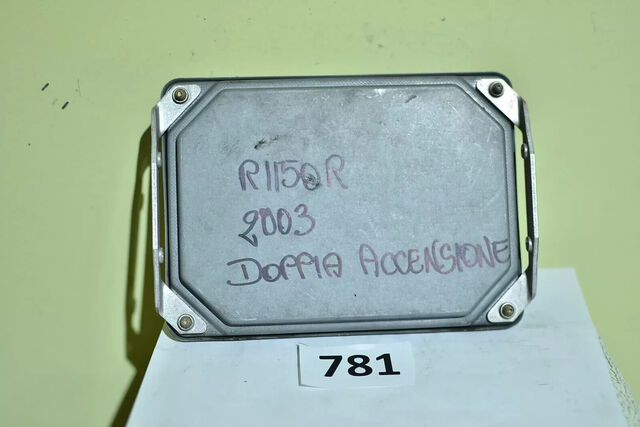 R1150R
2003
DOPPIA ACCENSIONE
781